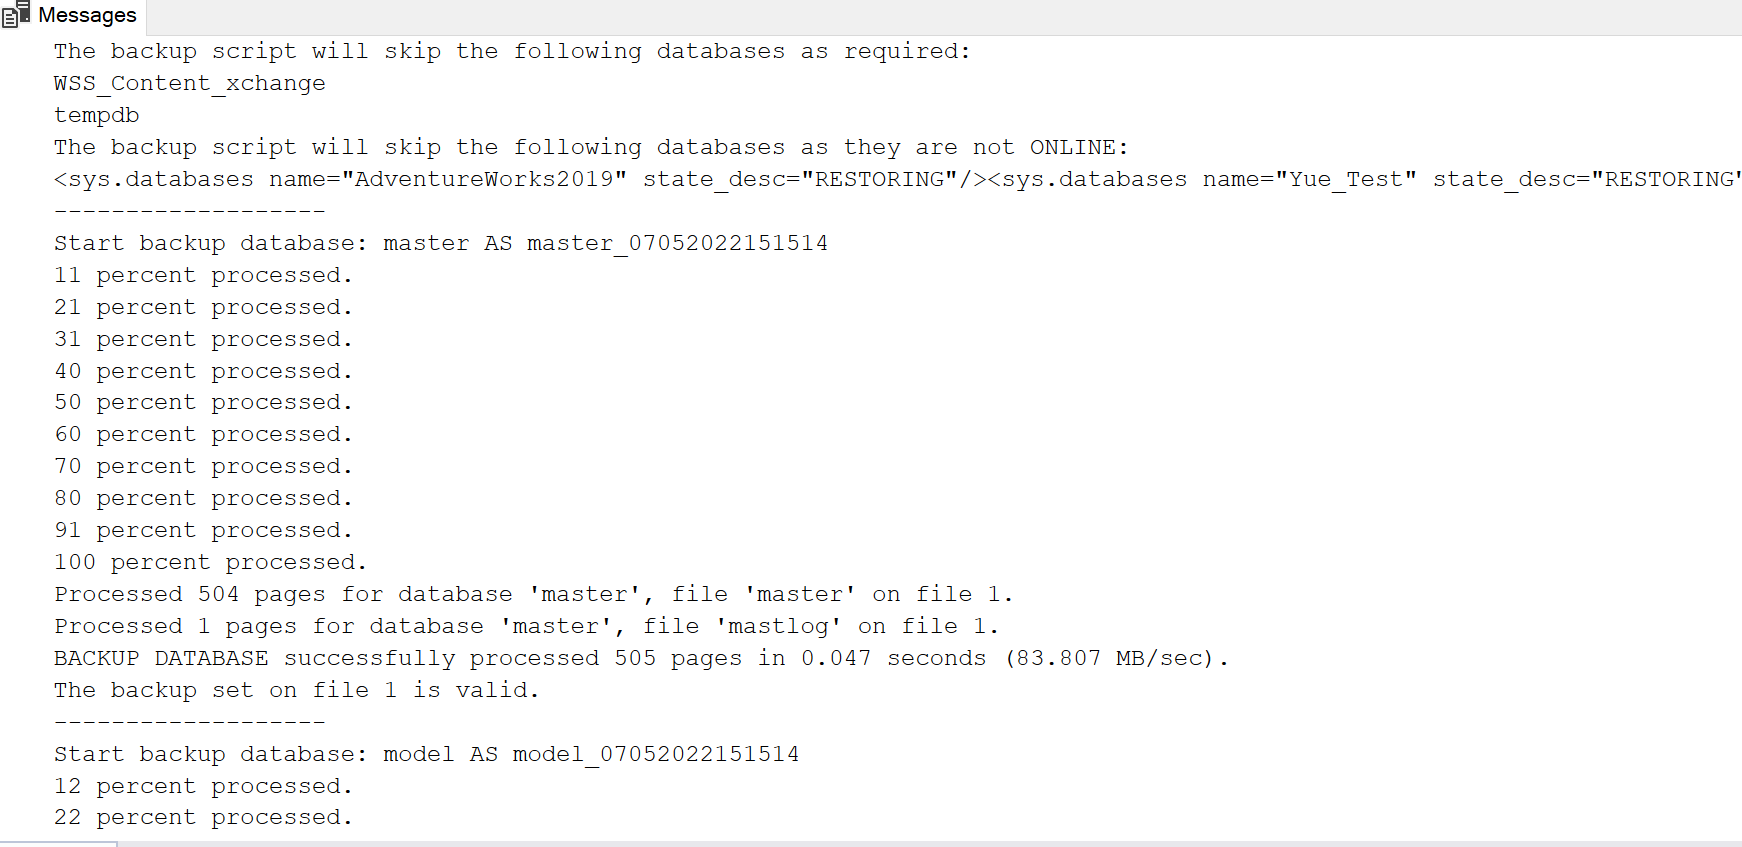 Messages
The backup script will skip the following databases as required:
WSS_Content_xchange
tempdb
The backup script will skip the following databases as they are not ONLINE:
<sys.databases name="AdventureWorks2019" state_desc="RESTORING"/><sys.databases name="Yue_Test" state_desc="RESTORING"
-------------------
Start backup database: master AS master_07052022151514
11 percent processed.
21 percent processed.
31 percent processed.
40 percent processed.
50 percent processed.
60 percent processed.
70 percent processed.
80 percent processed.
91 percent processed.
100 percent processed.
Processed 504 pages for database 'master', file 'master' on file 1.
Processed 1 pages for database 'master', file 'mastlog' on file 1.
BACKUP DATABASE successfully processed 505 pages in 0.047 seconds (83.807 MB/sec).
The backup set on file 1 is valid.
-------------------
Start backup database: model AS model_07052022151514
12 percent processed.
22 percent processed.